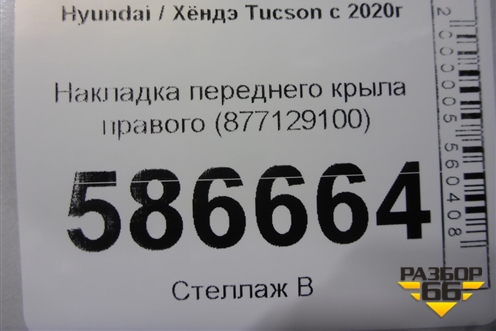 Hyundai / Хёндэ Tucson с 2020г
Накладка переднего крыла
правого (877129100)
586664
Стеллаж В
2000005560408
РАЗБОР
66